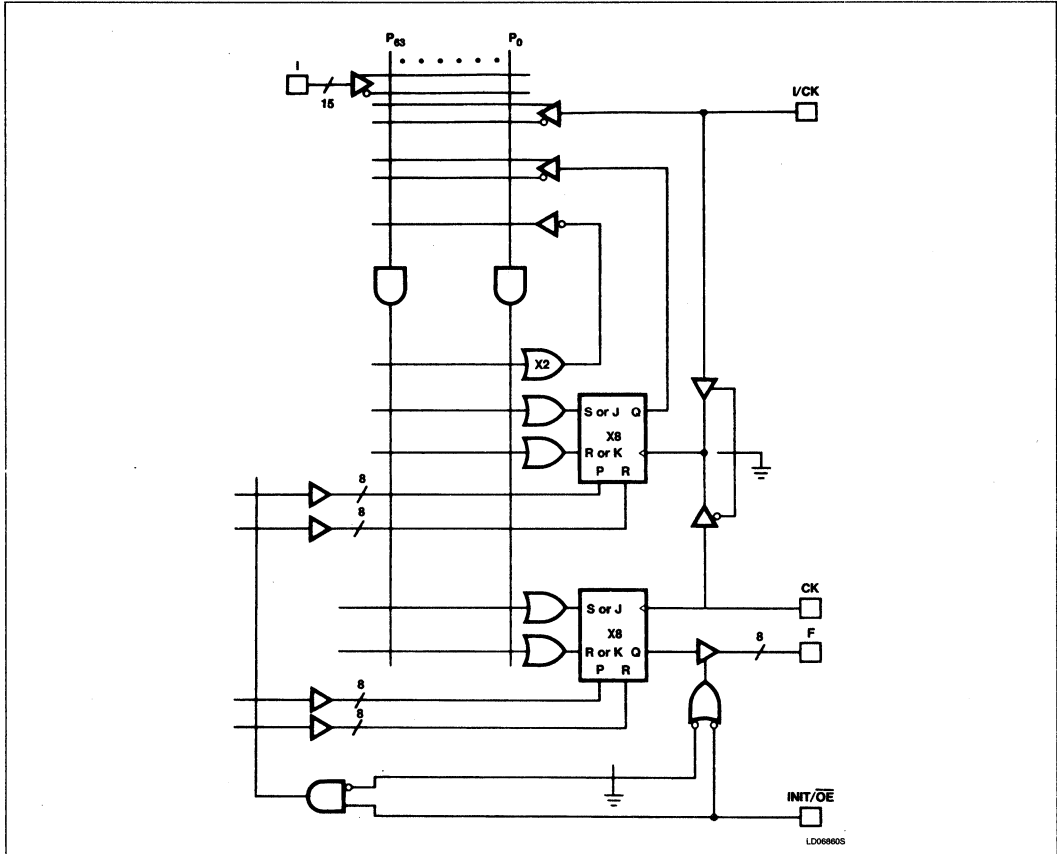 P63 P0
I
15
I/CK
X2
S or J Q
X8
R or K
P R
8
8
CK
S or J
8
F
X8
R or K Q
P R
8
8
INIT/O̅E̅
LD06860S